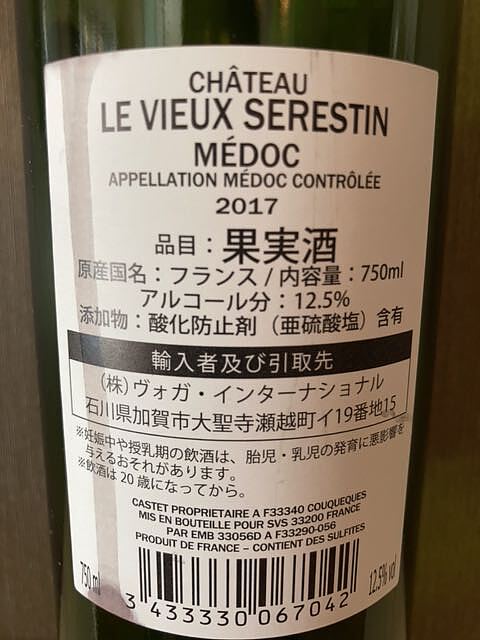 CHÂTEAU
LE VIEUX SERESTIN
MÉDOC
APPELLATION MÉDOC CONTRÔLÉE
2017
品目：果実酒
原産国名：フランス / 内容量：750ml
アルコール分：12.5%
添加物：酸化防止剤（亜硫酸塩）含有
輸入者及び引取先
（株）ヴォガ・インターナショナル
石川県加賀市大聖寺瀬越町イ19番地15
※妊娠中や授乳期の飲酒は、胎児・乳児の発育に悪影響を
与えるおそれがあります。
※飲酒は20歳になってから。
CASTET PROPRIETAIRE A F33340 COUQUEQUES
MIS EN BOUTEILLE POUR SVS 33200 FRANCE
PAR EMB 33056D A F33290-056
PRODUIT DE FRANCE – CONTIENT DES SULFITES
750 ml
12.5% vol
3 433330 067042